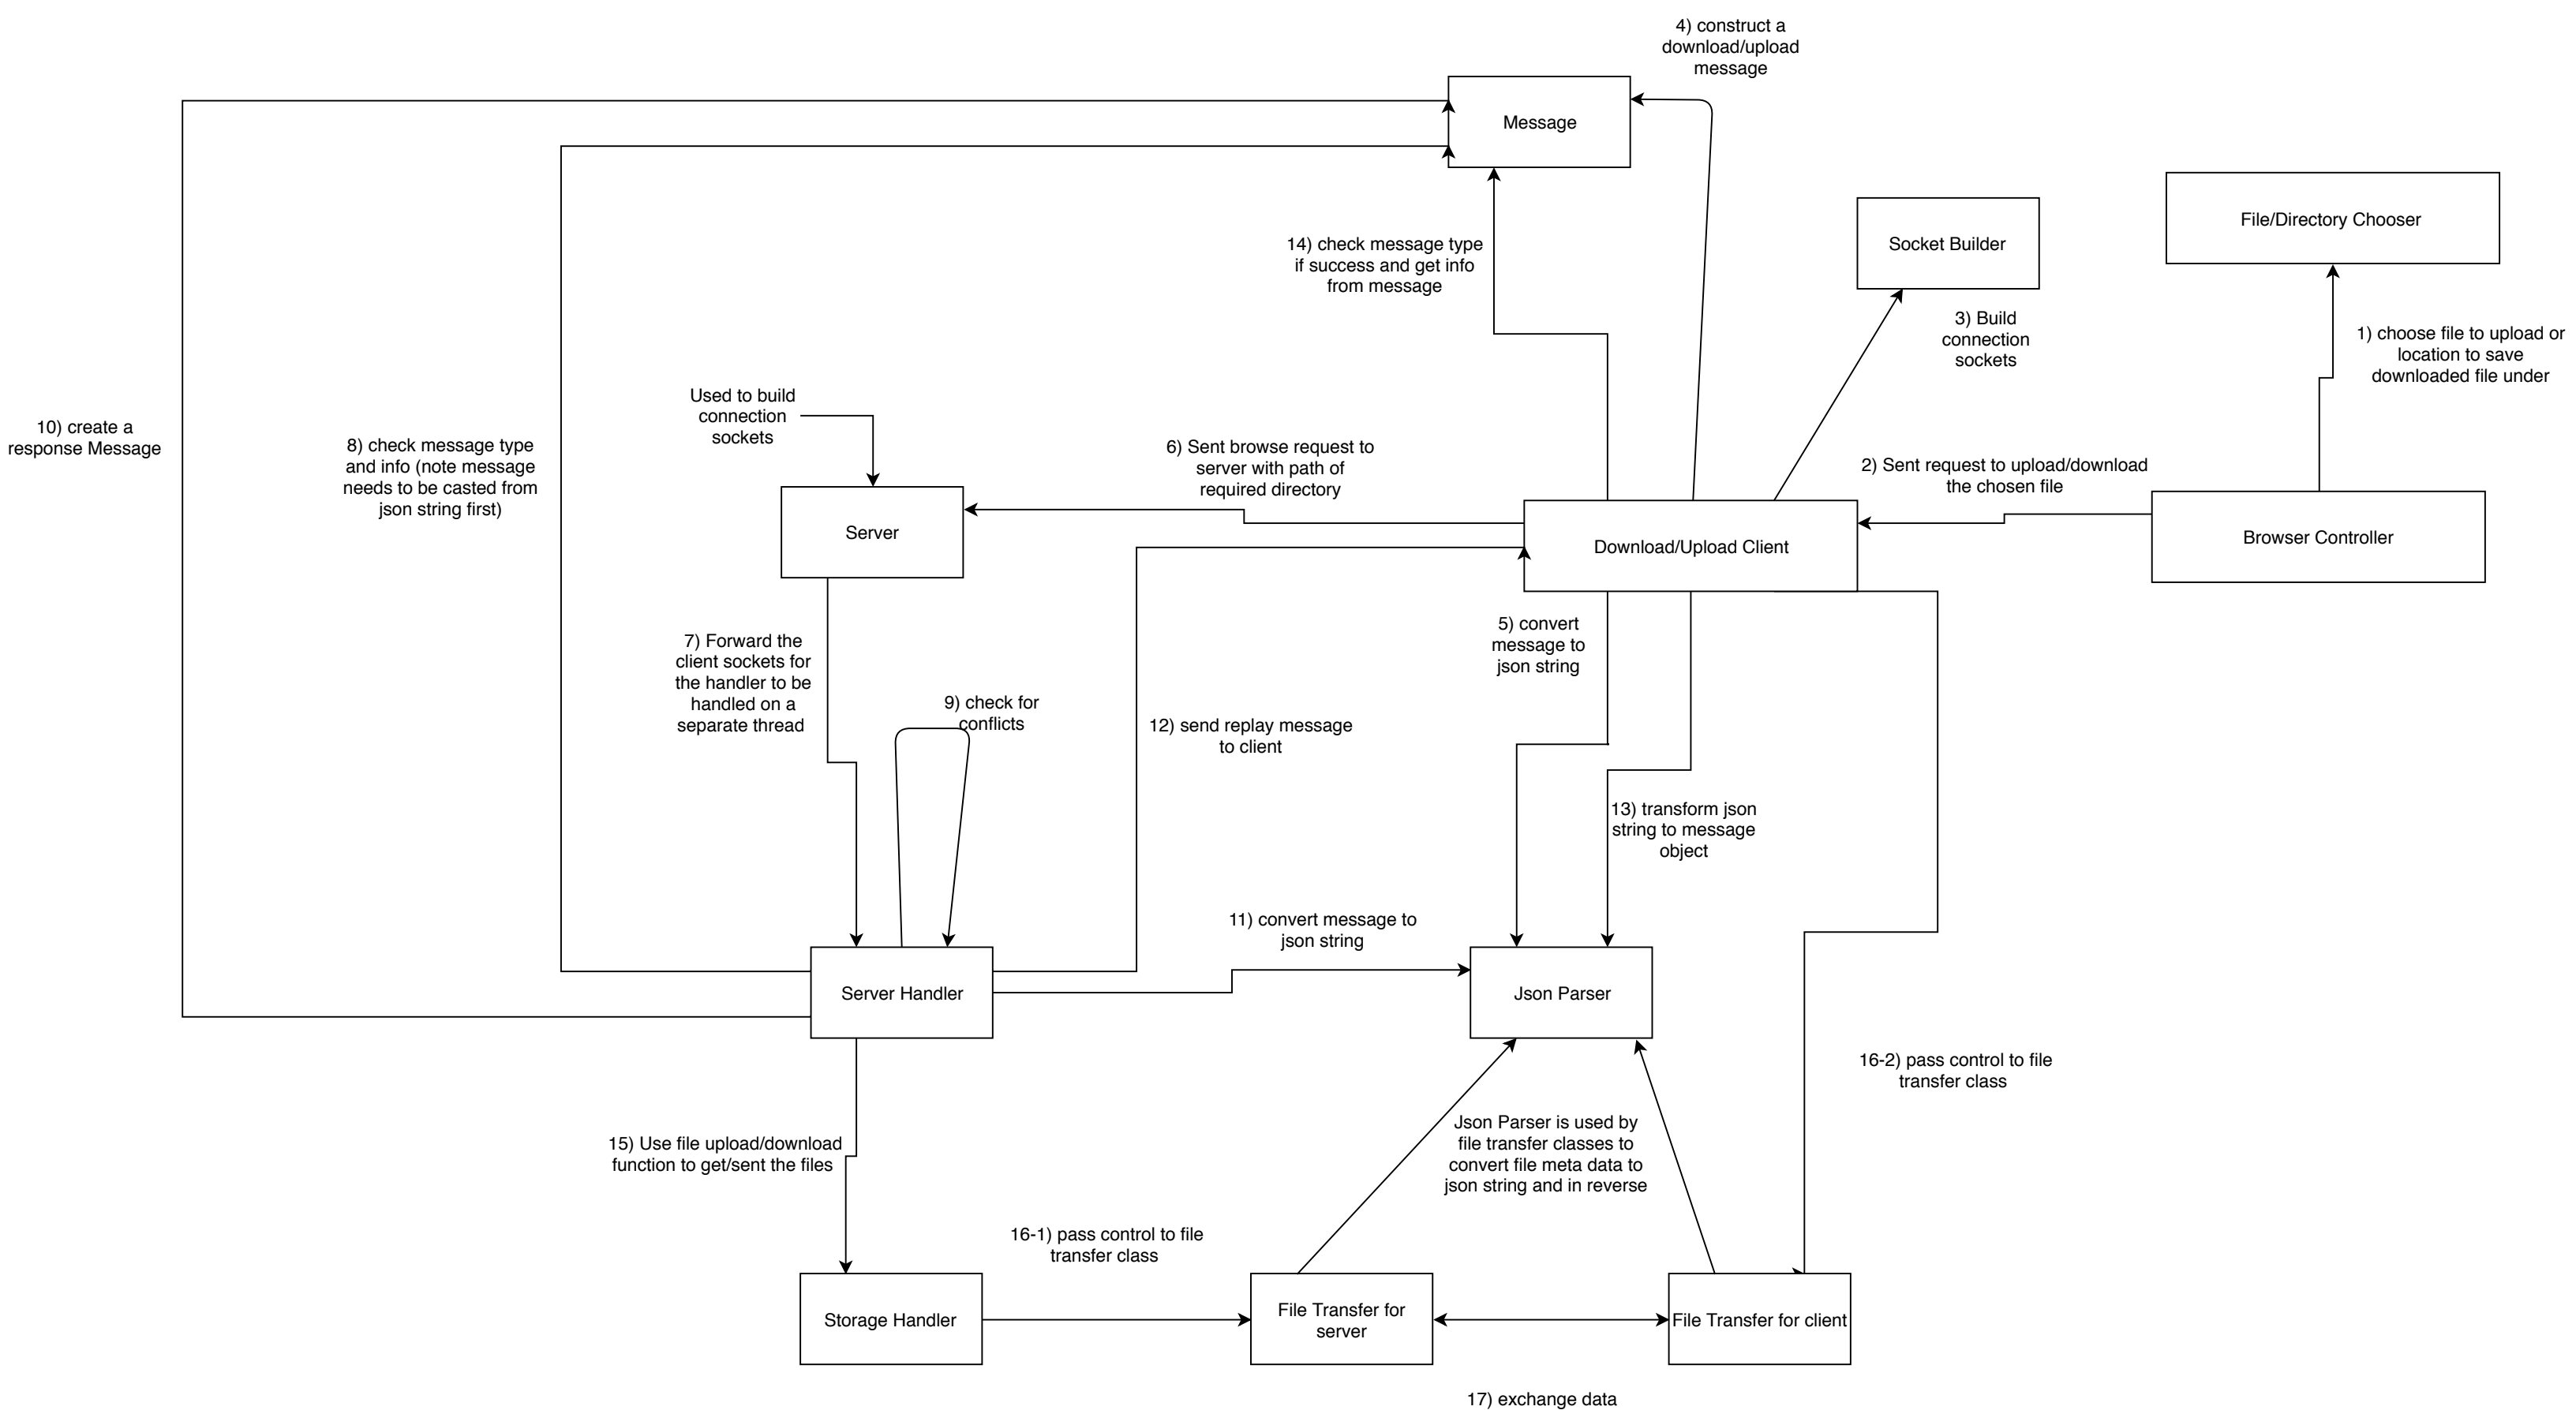 4) construct a
download/upload
message
Message
File/Directory Chooser
Socket Builder
14) check message type
if success and get info
from message
3) Build
connection
sockets
1) choose file to upload or
location to save
downloaded file under
Used to build
connection
sockets
10) create a
response Message
8) check message type
and info (note message
needs to be casted from
json string first)
6) Sent browse request to
server with path of
required directory
2) Sent request to upload/download
the chosen file
Server
Download/Upload Client
Browser Controller
7) Forward the
client sockets for
the handler to be
handled on a
separate thread
5) convert
message to
json string
9) check for
conflicts
12) send replay message
to client
13) transform json
string to message
object
11) convert message to
json string
Server Handler
Json Parser
16-2) pass control to file
transfer class
15) Use file upload/download
function to get/sent the files
Json Parser is used by
file transfer classes to
convert file meta data to
json string and in reverse
16-1) pass control to file
transfer class
Storage Handler
File Transfer for
server
File Transfer for client
17) exchange data